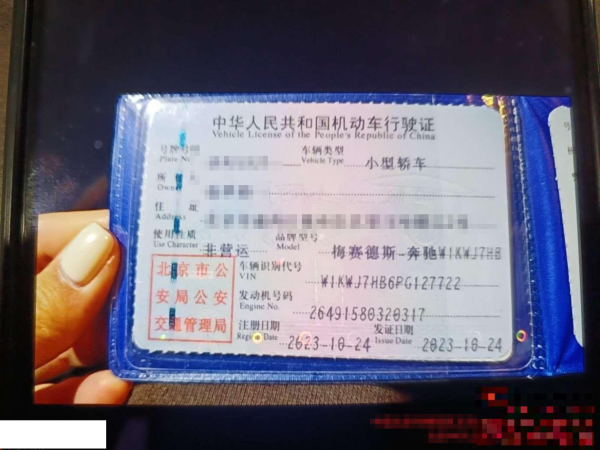 中华人民共和国机动车行驶证
Vehicle License of the People's Republic of China
号牌号码 车辆类型 小型轿车
Plate No Vehicle Type
所
Owner
住 址
Address
使用性质 非营运 品牌型号 梅赛德斯-奔驰W1KWJ7HB
Use Character Model
北京市公 车辆识别代号 W1KWJ7HB6PG127722
VIN
安局公安 发动机号码 26491580320317
Engine No.
交通管理局 注册日期 2023-10-24 发证日期 2023-10-24
Register Date Issue Date